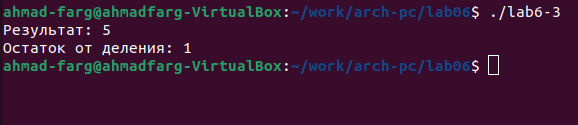 ahmad-farg@ahmadfarg-VirtualBox:~/work/arch-pc/lab06$ ./lab6-3
Результат: 5
Остаток от деления: 1
ahmad-farg@ahmadfarg-VirtualBox:~/work/arch-pc/lab06$